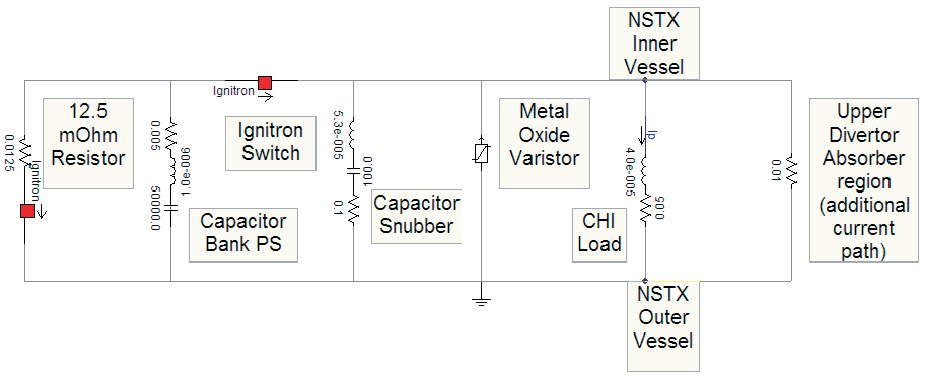 NSTX
Inner
Vessel
Ignitron
12.5
mOhm
Resistor
0.0125
Ignitron
0.005
1.0e-006
50000.0
Ignitron
Switch
Capacitor
Bank PS
5.3e-005
0.001
0.1
Capacitor
Snubber
Metal
Oxide
Varistor
Ip
4.0e-005
0.05
CHI
Load
0.01
Upper
Divertor
Absorber
region
(additional
current
path)
NSTX
Outer
Vessel